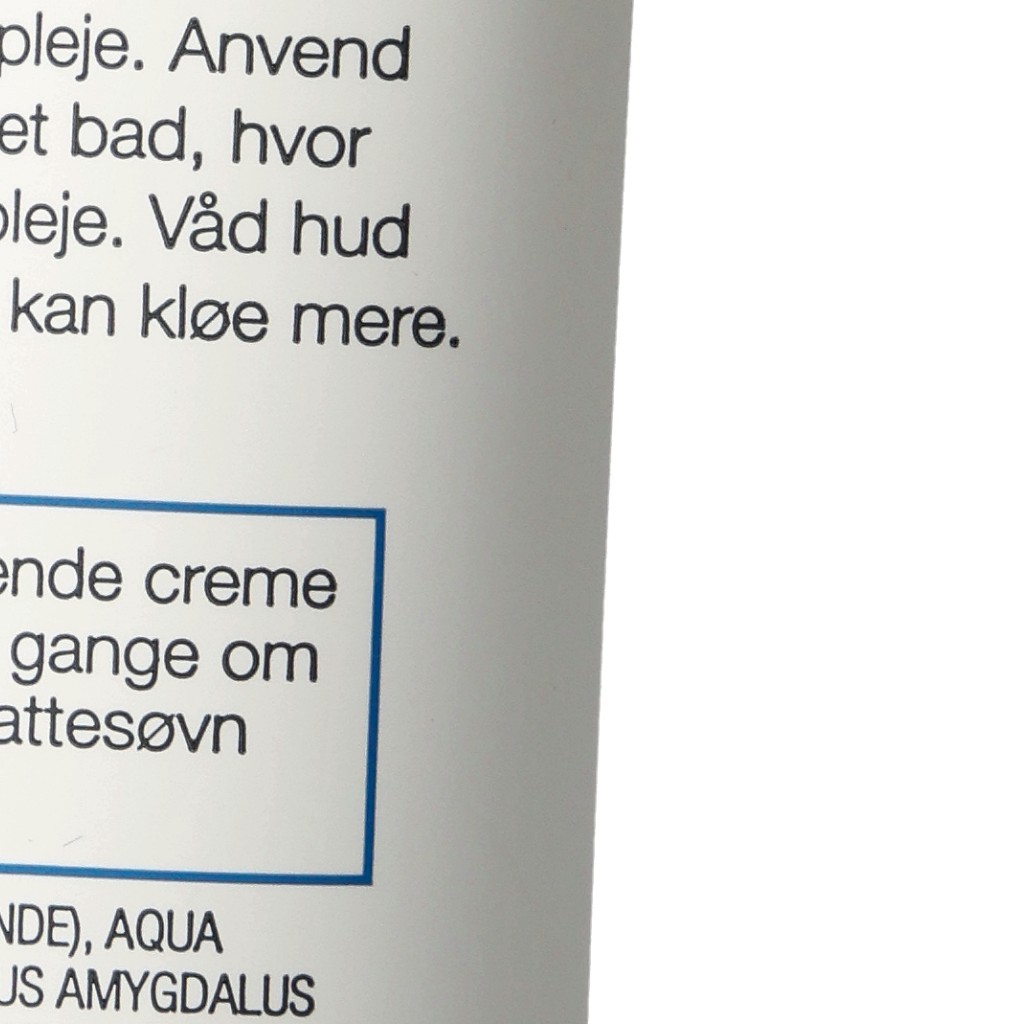 pleje. Anvend
et bad, hvor
pleje. Våd hud
kan kløe mere.
ende creme
gange om
attesøvn
NDE), AQUA
US AMYGDALUS